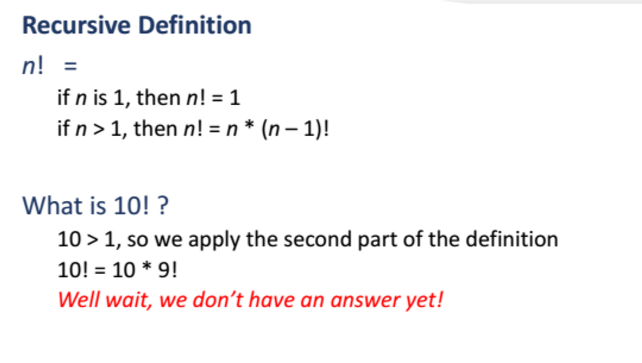 Recursive Definition
n! =
if n is 1, then n! = 1
if n > 1, then n! = n * (n – 1)!
What is 10! ?
10 > 1, so we apply the second part of the definition
10! = 10 * 9!
Well wait, we don't have an answer yet!